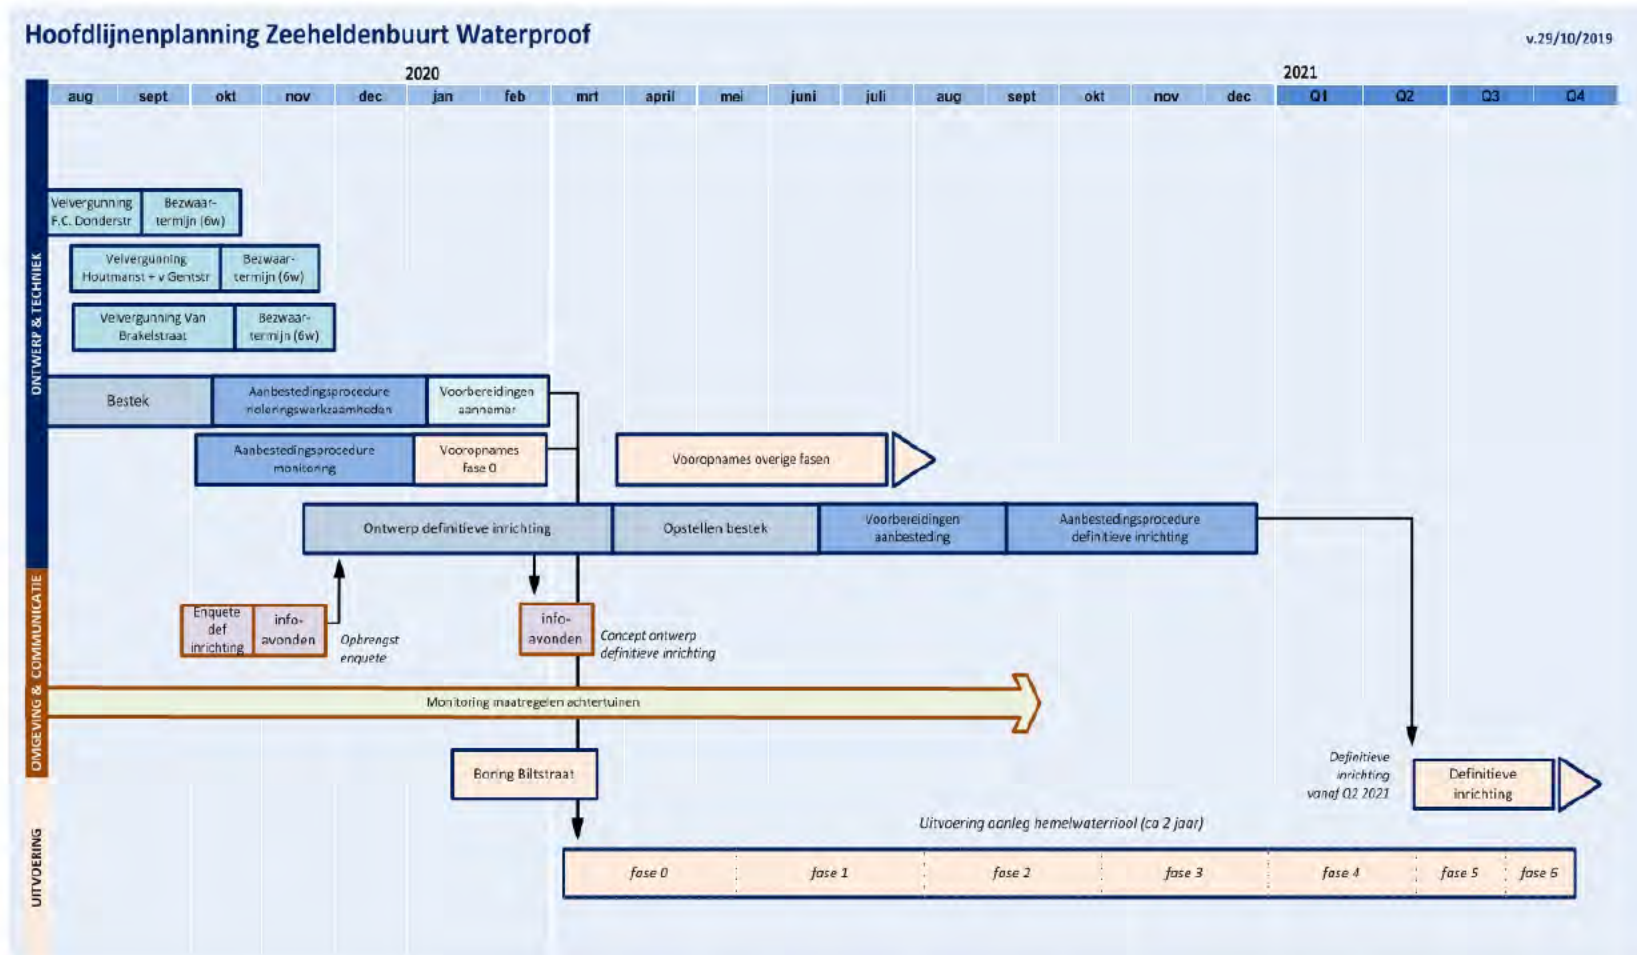 Hoofdlijnenplanning Zeeheldenbuurt Waterproof
v.29/10/2019
2020
2021
aug sept okt nov dec jan feb mrt april mei juni juli aug sept okt nov dec Q1 Q2 Q3 Q4
ONTWERP & TECHNIEK
Velvergunning
F.C. Donderstr
Bezwaar-
termijn (6w)
Velvergunning
Houtmanst + v Gentstr
Bezwaar-
termijn (6w)
Velvergunning Van
Brakelstraat
Bezwaar-
termijn (6w)
Bestek
Aanbestedingsprocedure
rioleringswerkzaamheden
Voorbereidingen
aannemer
Aanbestedingsprocedure
monitoring
Vooropnames
fase 0
Vooropnames overige fasen
Ontwerp definitieve inrichting
Opstellen bestek
Voorbereidingen
aanbesteding
Aanbestedingsprocedure
definitieve inrichting
OMGEVING & COMMUNICATIE
Enquete
def
inrichting
info-
avonden
Opbrengst
enquete
info-
avonden
Concept ontwerp
definitieve inrichting
Monitoring maatregelen achtertuinen
UITVOERING
Boring Biltstraat
Definitieve
inrichting
vanaf Q2 2021
Definitieve
inrichting
Uitvoering aanleg hemelwaterriool (ca 2 jaar)
fase 0 fase 1 fase 2 fase 3 fase 4 fase 5 fase 6